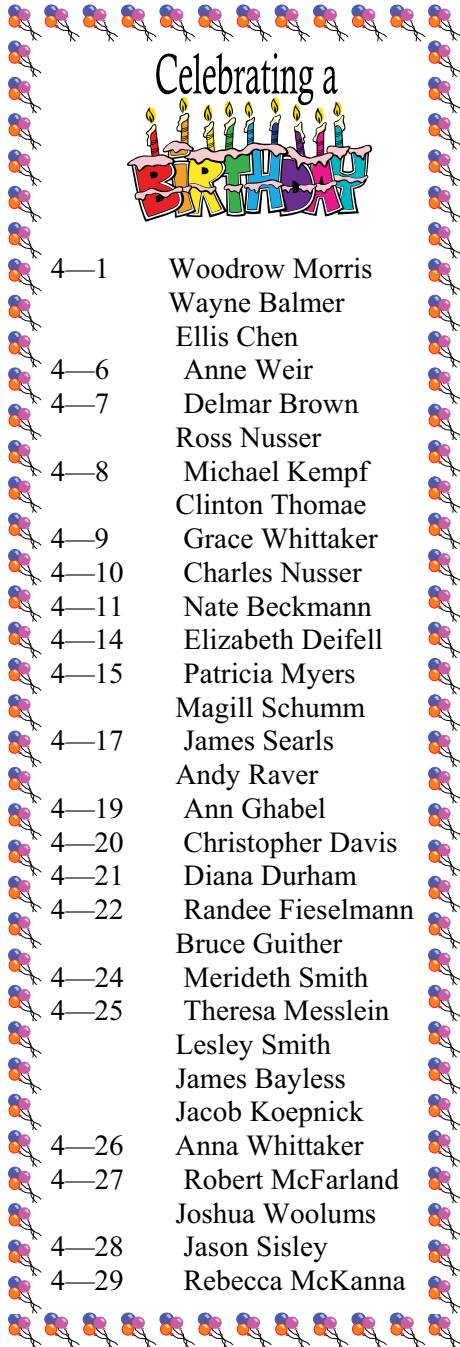 Celebrating a
BIRTHDAY
4—1 Woodrow Morris
Wayne Balmer
Ellis Chen
4—6 Anne Weir
4—7 Delmar Brown
Ross Nusser
4—8 Michael Kempf
Clinton Thomae
4—9 Grace Whittaker
4—10 Charles Nusser
4—11 Nate Beckmann
4—14 Elizabeth Deifell
4—15 Patricia Myers
Magill Schumm
4—17 James Searls
Andy Raver
4—19 Ann Ghabel
4—20 Christopher Davis
4—21 Diana Durham
4—22 Randee Fieselmann
Bruce Guither
4—24 Merideth Smith
4—25 Theresa Messlein
Lesley Smith
James Bayless
Jacob Koepnick
4—26 Anna Whittaker
4—27 Robert McFarland
Joshua Woolums
4—28 Jason Sisley
4—29 Rebecca McKanna